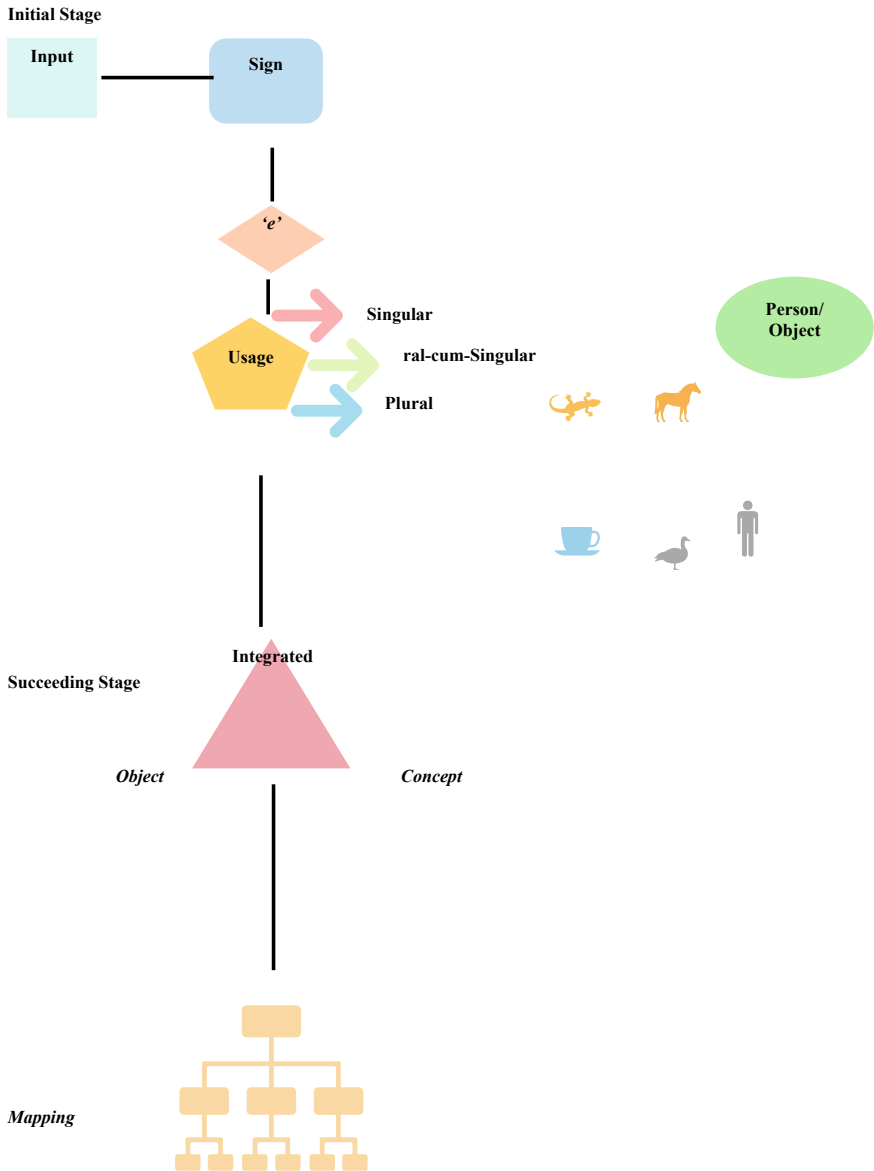 Initial Stage
Input
Sign
‘e’
Singular
Person/
Object
Usage
ral-cum-Singular
Plural
Integrated
Succeeding Stage
Object
Concept
Mapping